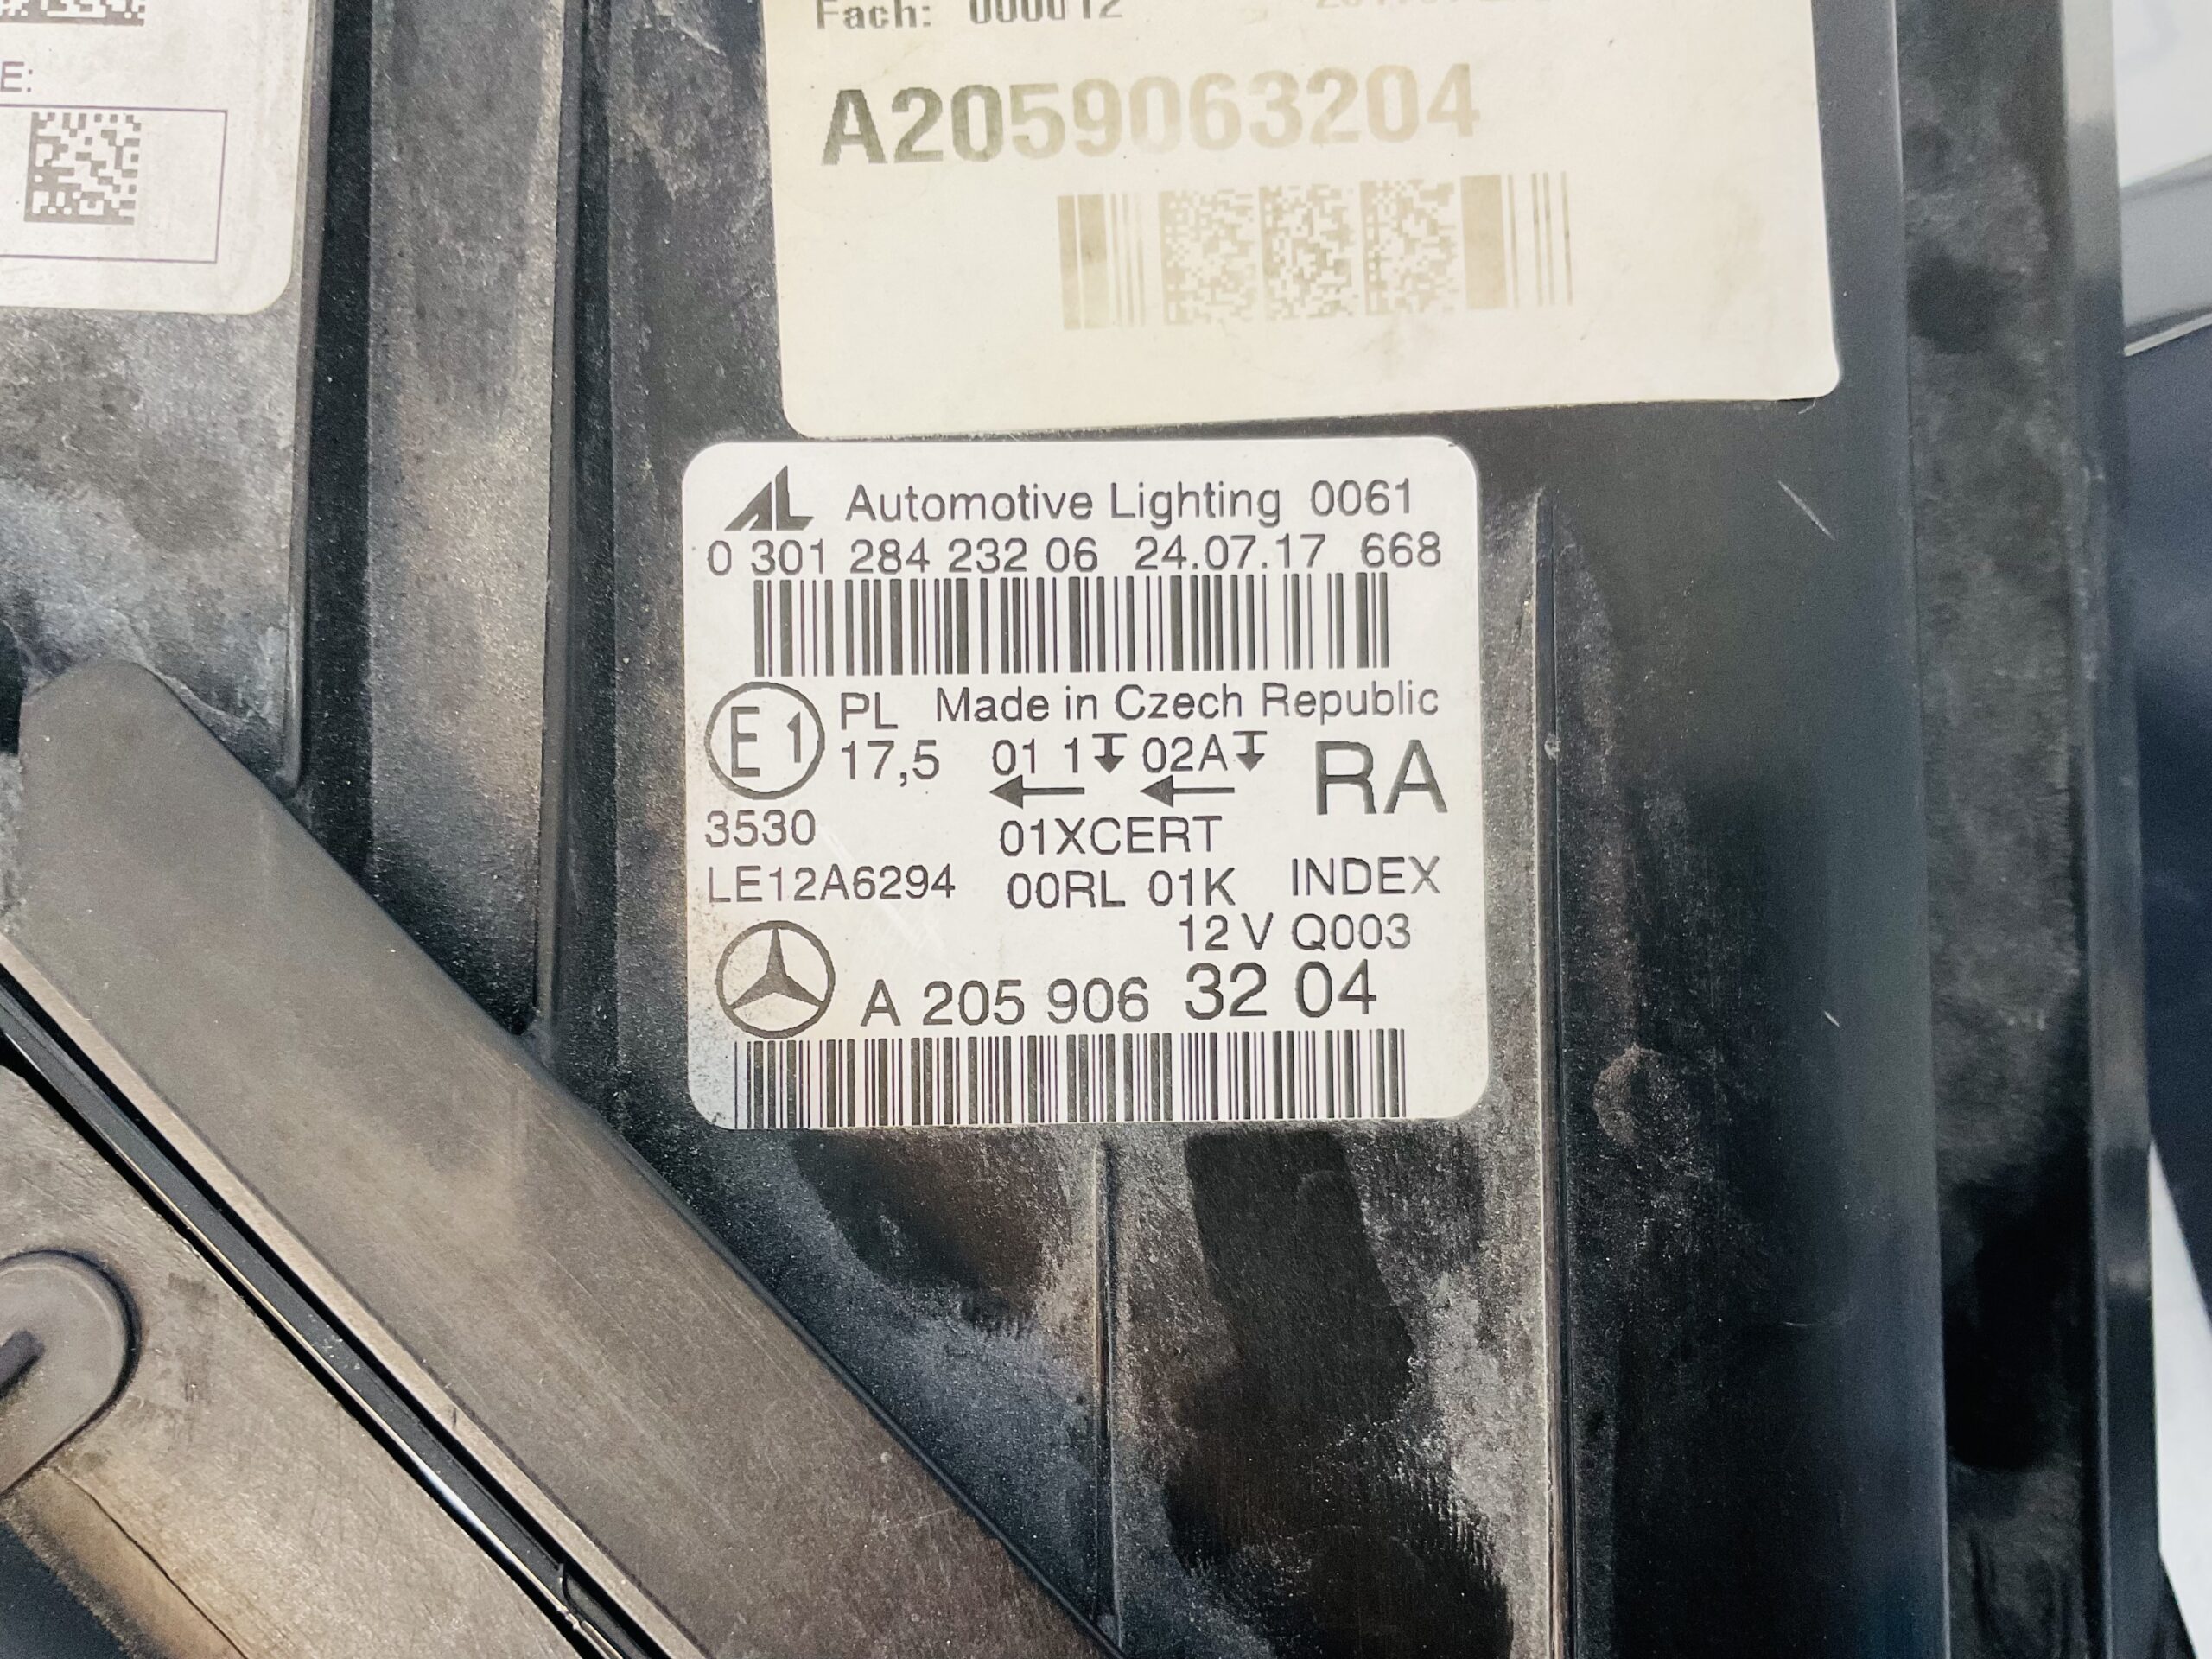 E:
Fach: 000012
A2059063204
AL Automotive Lighting 0061
0 301 284 232 06 24.07.17 668
E1 PL Made in Czech Republic
17,5 01 1 02A RA
3530 01XCERT
LE12A6294 00RL 01K INDEX
12 V Q003
A 205 906 32 04